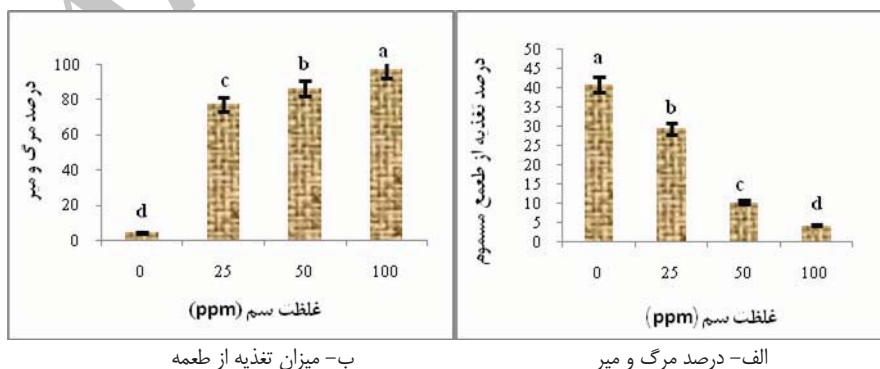 درصد تغذیه از طعمع مسموم
50
45
40
35
30
25
20
15
10
5
0
a
b
c
d
0 25 50 100
غلظت سم (ppm)
الف- درصد مرگ و میر
درصد مرگ و میر
100
80
60
40
20
0
d
c
b
a
0 25 50 100
غلظت سم (ppm)
ب- میزان تغذیه از طعمه